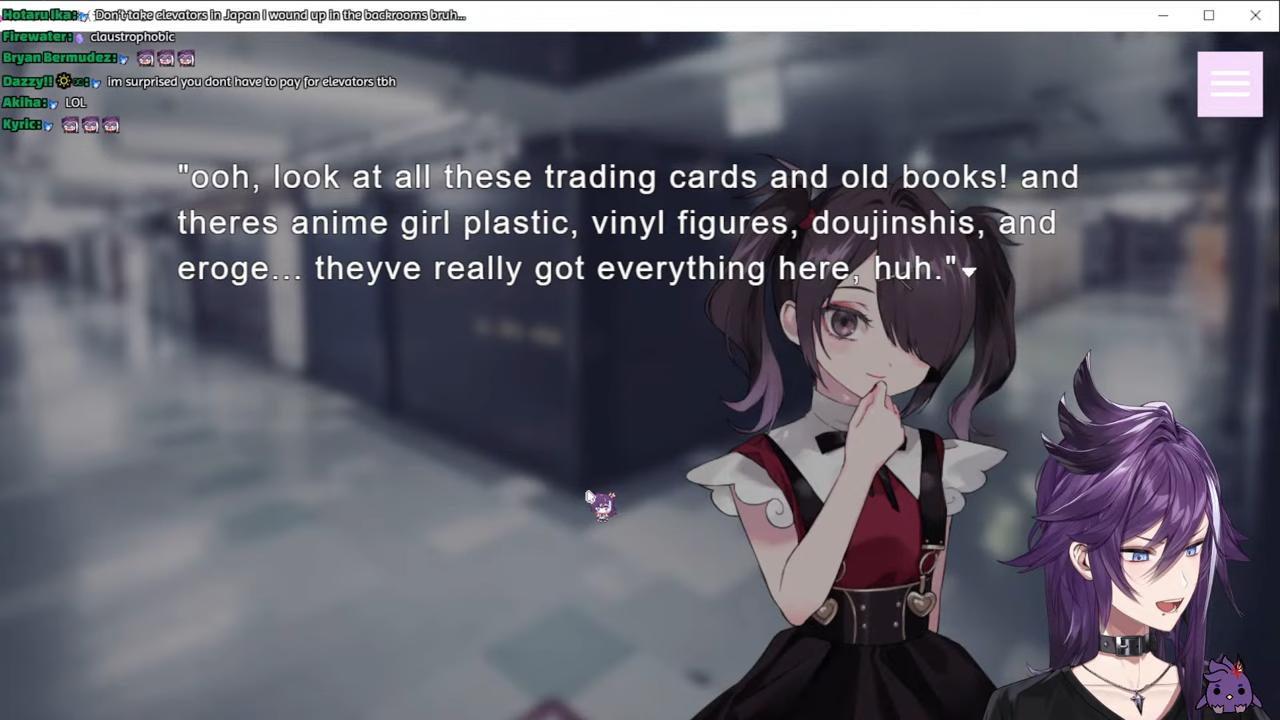 Hotaru Ika: Don't take elevators in Japan I wound up in the backrooms bruh...
Firewater: claustrophobic
Bryan Bermudez:
Dazzy!! im surprised you dont have to pay for elevators tbh
Akiha: LOL
Kyric:
"ooh, look at all these trading cards and old books! and
theres anime girl plastic, vinyl figures, doujinshis, and
eroge... theyve really got everything here, huh."